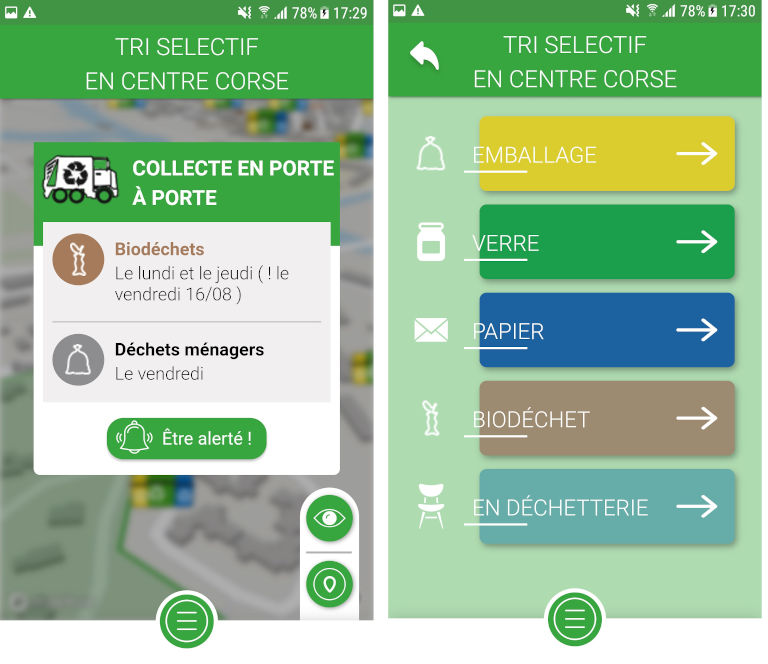 78% 17:29
TRI SELECTIF
EN CENTRE CORSE
COLLECTE EN PORTE
À PORTE
Biodéchets
Le lundi et le jeudi ( ! le
vendredi 16/08 )
Déchets ménagers
Le vendredi
Être alerté !
78% 17:30
TRI SELECTIF
EN CENTRE CORSE
EMBALLAGE
VERRE
PAPIER
BIODÉCHET
EN DÉCHETTERIE